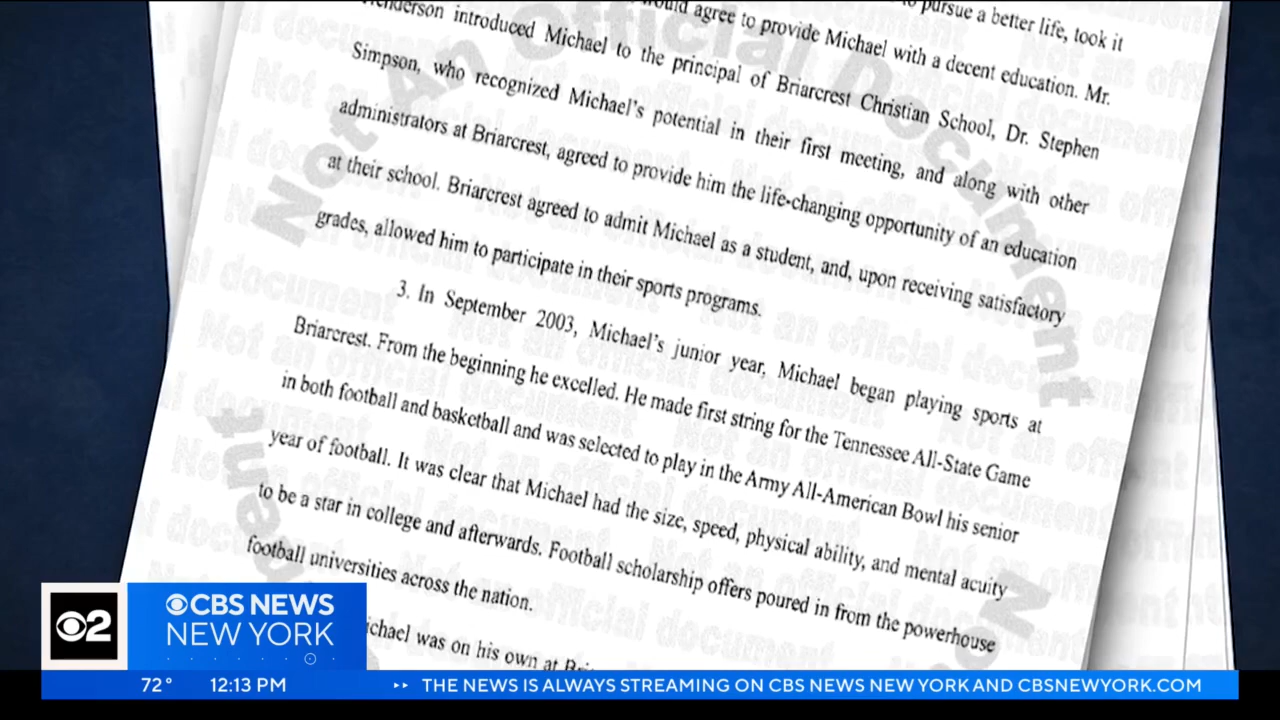 pursue a better life, took it
would agree to provide Michael with a decent education. Mr.
introduced Michael to the principal of Briarcrest Christian School, Dr. Stephen
Simpson, who recognized Michael's potential in their first meeting, and along with other
administrators at Briarcrest, agreed to provide him the life-changing opportunity of an education
at their school. Briarcrest agreed to admit Michael as a student, and, upon receiving satisfactory
grades, allowed him to participate in their sports programs.
3. In September 2003, Michael's junior year, Michael began playing sports at
Briarcrest. From the beginning he excelled. He made first string for the Tennessee All-State Game
in both football and basketball and was selected to play in the Army All-American Bowl his senior
year of football. It was clear that Michael had the size, speed, physical ability, and mental acuity
to be a star in college and afterwards. Football scholarship offers poured in from the powerhouse
football universities across the nation.
was on his own at
Not An Official Document
2
CBS NEWS
NEW YORK
72° 12:13 PM ▸▸ THE NEWS IS ALWAYS STREAMING ON CBS NEWS NEW YORK AND CBSNEWYORK.COM